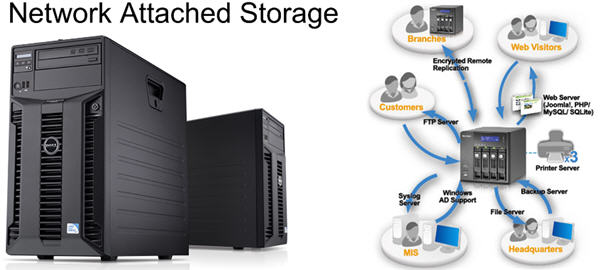 Network Attached Storage
DELL
Branches
Web Visitors
Encrypted Remote
Replication
Customers
Web Server
(Joomla!, PHP/
MySQL/ SQLite)
FTP Server
x3
Printer Server
Syslog
Server
Windows
AD Support
Backup Server
File Server
MIS
Headquarters